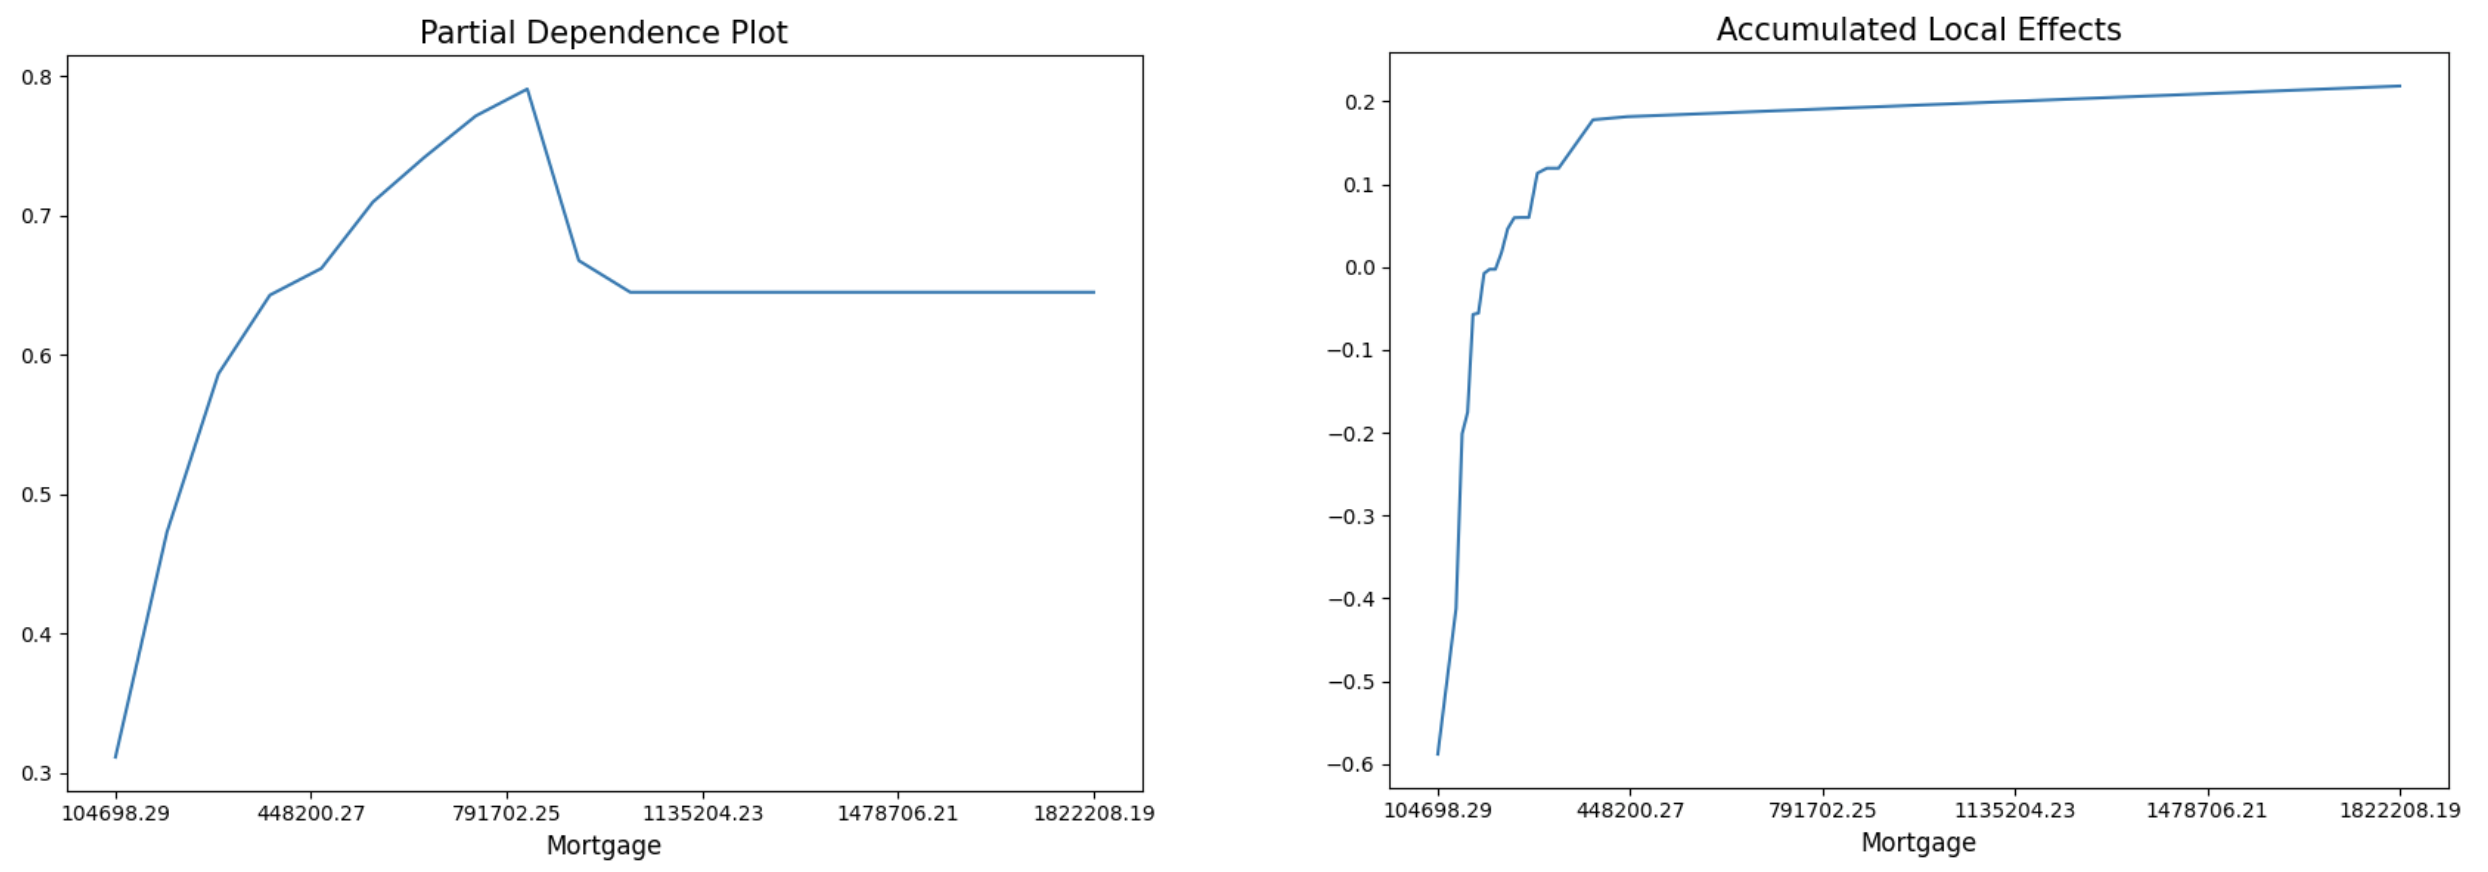 Partial Dependence Plot
0.8
0.7
0.6
0.5
0.4
0.3
104698.29 448200.27 791702.25 1135204.23 1478706.21 1822208.19
Mortgage
Accumulated Local Effects
0.2
0.1
0.0
−0.1
−0.2
−0.3
−0.4
−0.5
−0.6
104698.29 448200.27 791702.25 1135204.23 1478706.21 1822208.19
Mortgage